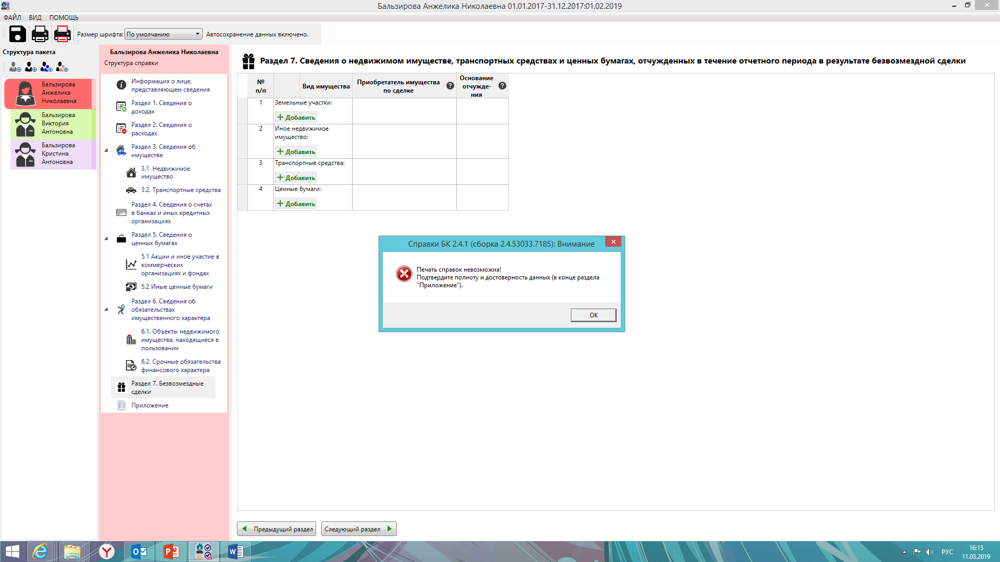 Бальзирова Анжелика Николаевна 01.01.2017-31.12.2017:01.02.2019
ФАЙЛ ВИД ПОМОЩЬ
Размер шрифта: По умолчанию Автосохранение данных включено.
Структура пакета
Бальзирова
Анжелика
Николаевна
Бальзирова
Виктория
Антоновна
Бальзирова
Кристина
Антоновна
Бальзирова Анжелика Николаевна
Структура справки
Информация о лице,
представляющем сведения
Раздел 1. Сведения о
доходах
Раздел 2. Сведения о
расходах
Раздел 3. Сведения об
имуществе
3.1. Недвижимое
имущество
3.2. Транспортные средства
Раздел 4. Сведения о счетах
в банках и иных кредитных
организациях
Раздел 5. Сведения о
ценных бумагах
5.1 Акции и иное участие в
коммерческих
организациях и фондах
5.2 Иные ценные бумаги
Раздел 6. Сведения об
обязательствах
имущественного характера
6.1. Объекты недвижимого
имущества, находящиеся в
пользовании
6.2. Срочные обязательства
финансового характера
Раздел 7. Безвозмездные
сделки
Приложение
Раздел 7. Сведения о недвижимом имуществе, транспортных средствах и ценных бумагах, отчужденных в течение отчетного периода в результате безвозмездной сделки
№
п/п
Вид имущества
Приобретатель имущества
по сделке
?
Основание
отчужде-
ния
?
1 Земельные участки:
+ Добавить
2 Иное недвижимое
имущество:
+ Добавить
3 Транспортные средства:
+ Добавить
4 Ценные бумаги:
+ Добавить
Справки БК 2.4.1 (сборка 2.4.53033.7185): Внимание
Печать справок невозможна!
Подтвердите полноту и достоверность данных (в конце раздела
"Приложение").
ОК
Предыдущий раздел
Следующий раздел
РУС
16:15
11.03.2019